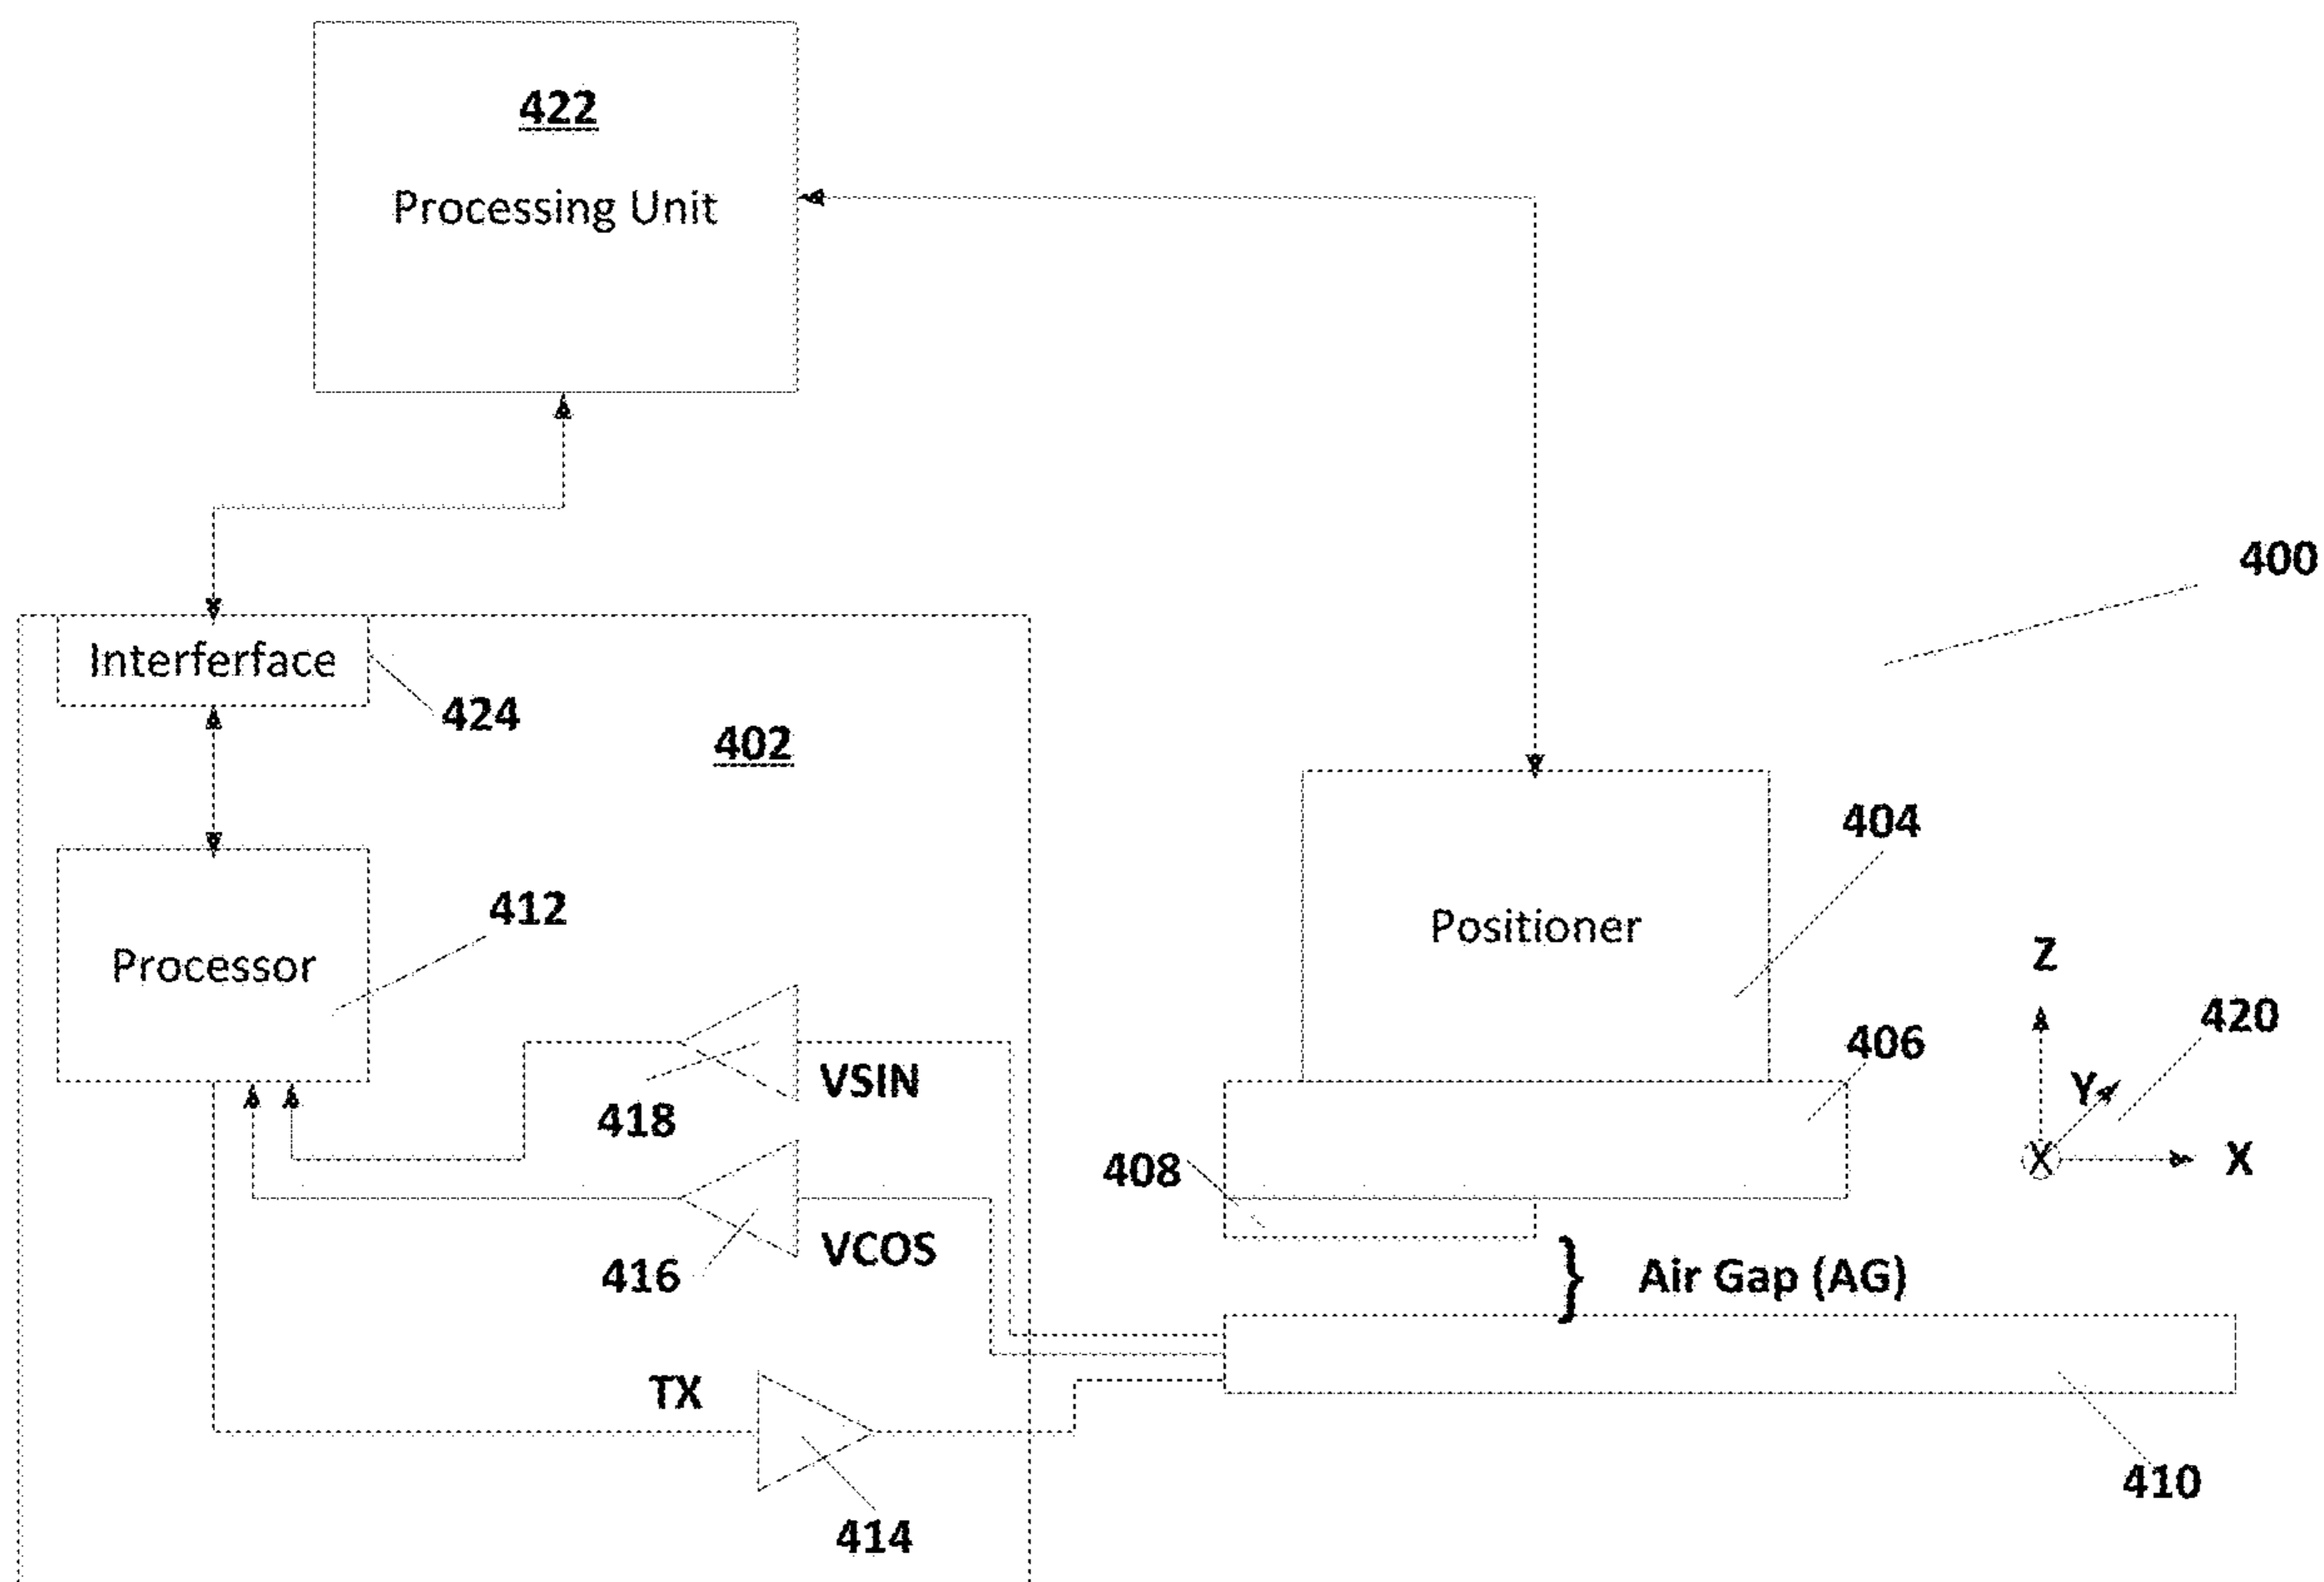 422
Processing Unit
400
Interferface
424
402
404
412
Positioner
Processor
Z
420
406
VSIN
Y
418
408
X
X
VCOS
416
Air Gap (AG)
TX
410
414